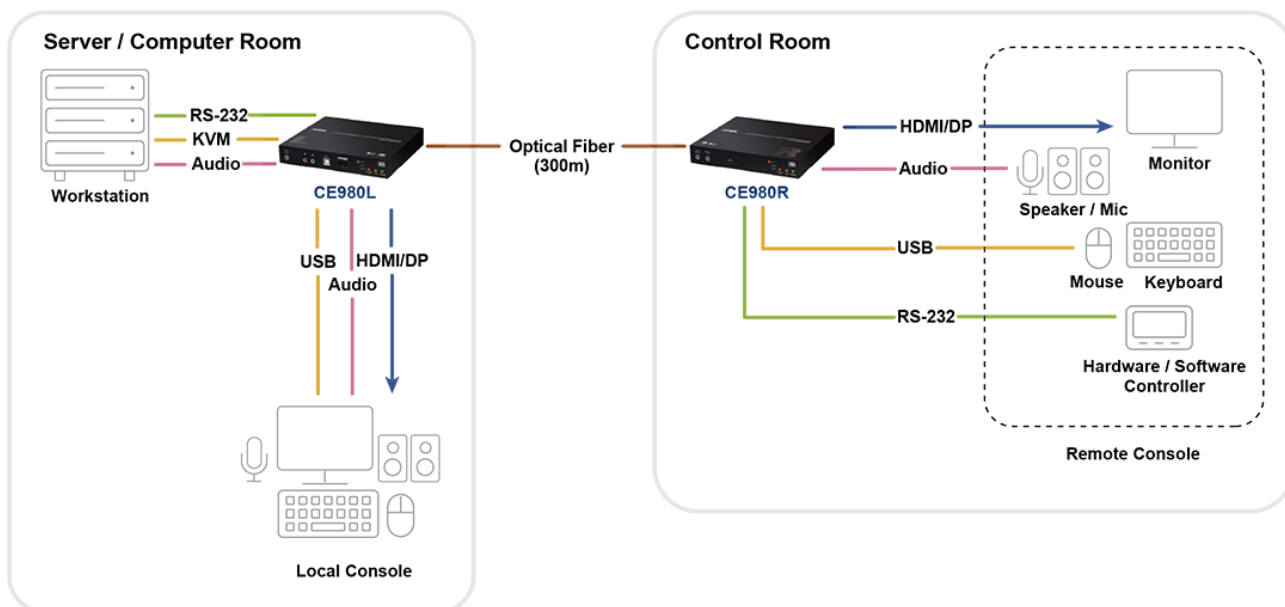 Server / Computer Room
RS-232
KVM
Audio
Workstation
CE980L
USB
HDMI/DP
Audio
Local Console
Optical Fiber
(300m)
Control Room
CE980R
HDMI/DP
Monitor
Audio
Speaker / Mic
USB
Mouse
Keyboard
RS-232
Hardware / Software
Controller
Remote Console